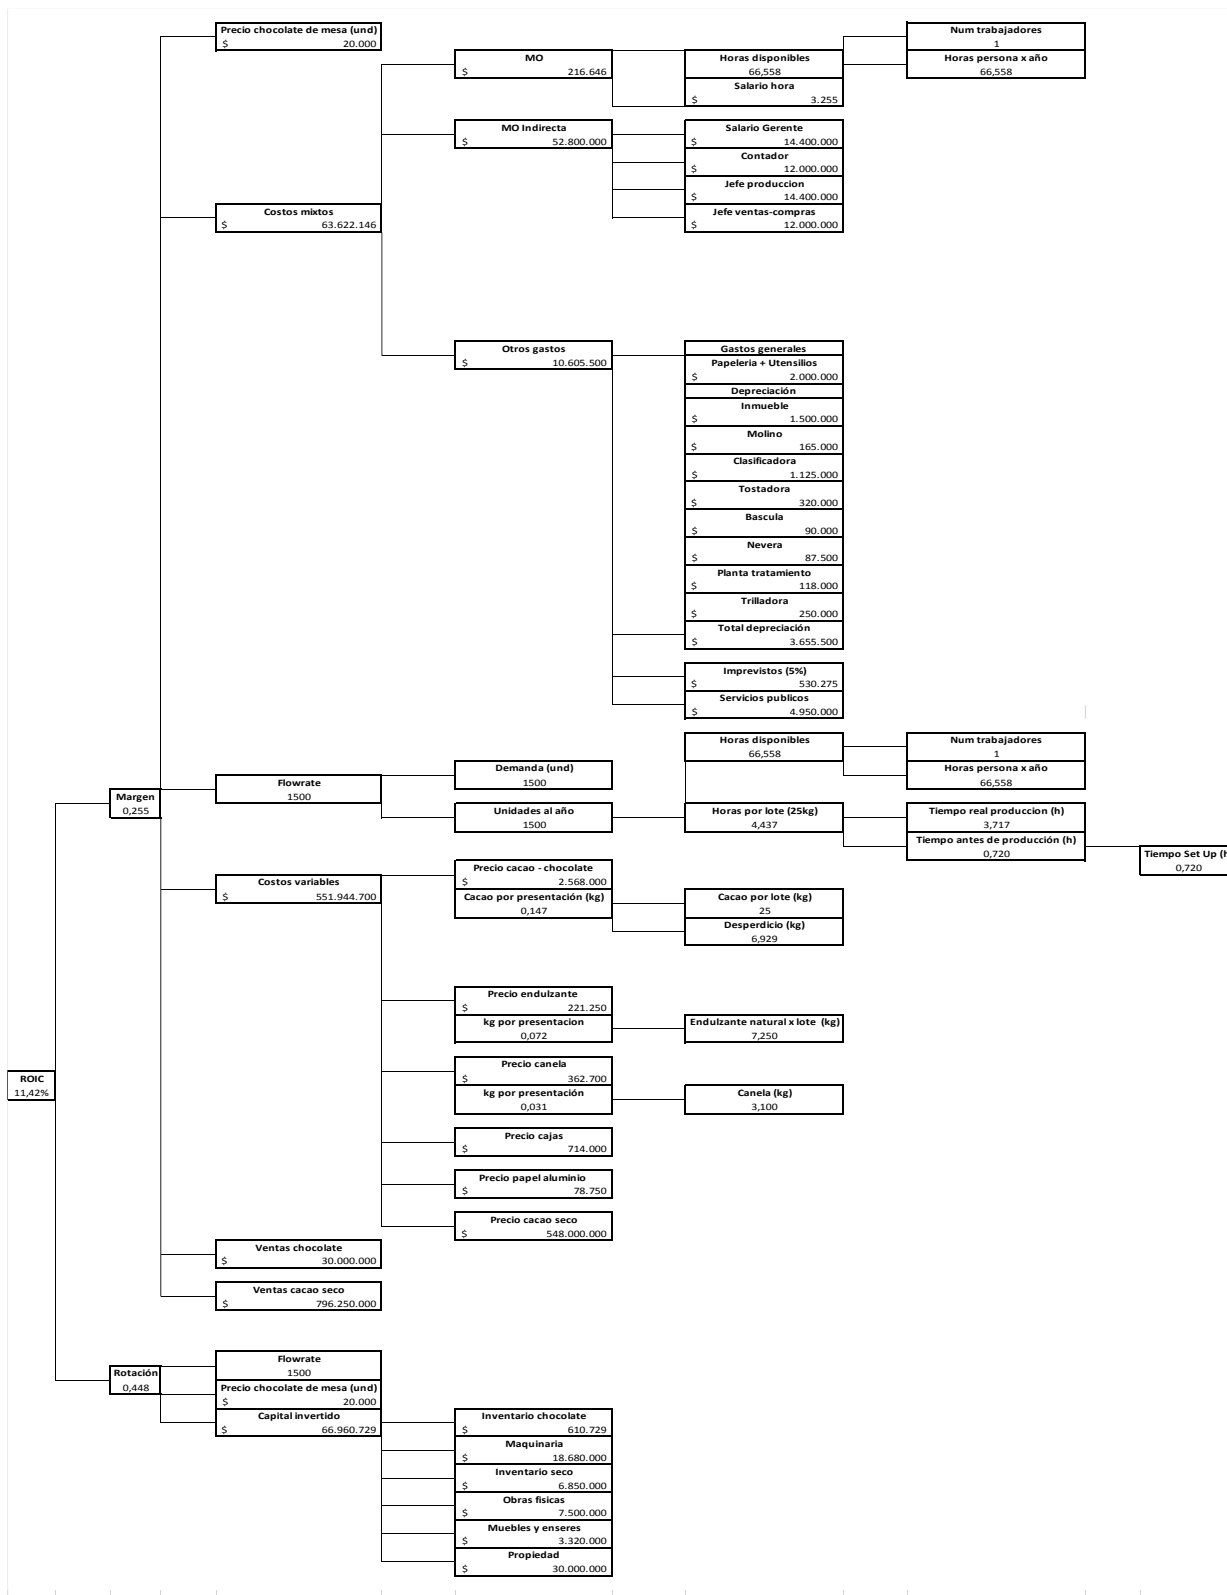 Precio chocolate de mesa (und)
$ 20.000
Num trabajadores
1
Horas persona x año
66,558
MO
$ 216.646
Horas disponibles
66,558
Salario hora
$ 3.255
MO Indirecta
$ 52.800.000
Salario Gerente
$ 14.400.000
Contador
$ 12.000.000
Jefe produccion
$ 14.400.000
Jefe ventas-compras
$ 12.000.000
Costos mixtos
$ 63.622.146
Otros gastos
$ 10.605.500
Gastos generales
Papeleria + Utensilios
$ 2.000.000
Depreciación
Inmueble
$ 1.500.000
Molino
$ 165.000
Clasificadora
$ 1.125.000
Tostadora
$ 320.000
Bascula
$ 90.000
Nevera
$ 87.500
Planta tratamiento
$ 118.000
Trilladora
$ 250.000
Total depreciación
$ 3.655.500
Imprevistos (5%)
$ 530.275
Servicios publicos
$ 4.950.000
Horas disponibles
66,558
Num trabajadores
1
Horas persona x año
66,558
Margen
0,255
Flowrate
1500
Demanda (und)
1500
Unidades al año
1500
Horas por lote (25kg)
4,437
Tiempo real produccion (h)
3,717
Tiempo antes de producción (h)
0,720
Tiempo Set Up (h
0,720
Costos variables
$ 551.944.700
Precio cacao - chocolate
$ 2.568.000
Cacao por presentación (kg)
0,147
Cacao por lote (kg)
25
Desperdicio (kg)
6,929
Precio endulzante
$ 221.250
kg por presentacion
0,072
Endulzante natural x lote (kg)
7,250
Precio canela
$ 362.700
kg por presentación
0,031
Canela (kg)
3,100
ROIC
11,42%
Precio cajas
$ 714.000
Precio papel aluminio
$ 78.750
Precio cacao seco
$ 548.000.000
Ventas chocolate
$ 30.000.000
Ventas cacao seco
$ 796.250.000
Rotación
0,448
Flowrate
1500
Precio chocolate de mesa (und)
$ 20.000
Capital invertido
$ 66.960.729
Inventario chocolate
$ 610.729
Maquinaria
$ 18.680.000
Inventario seco
$ 6.850.000
Obras fisicas
$ 7.500.000
Muebles y enseres
$ 3.320.000
Propiedad
$ 30.000.000